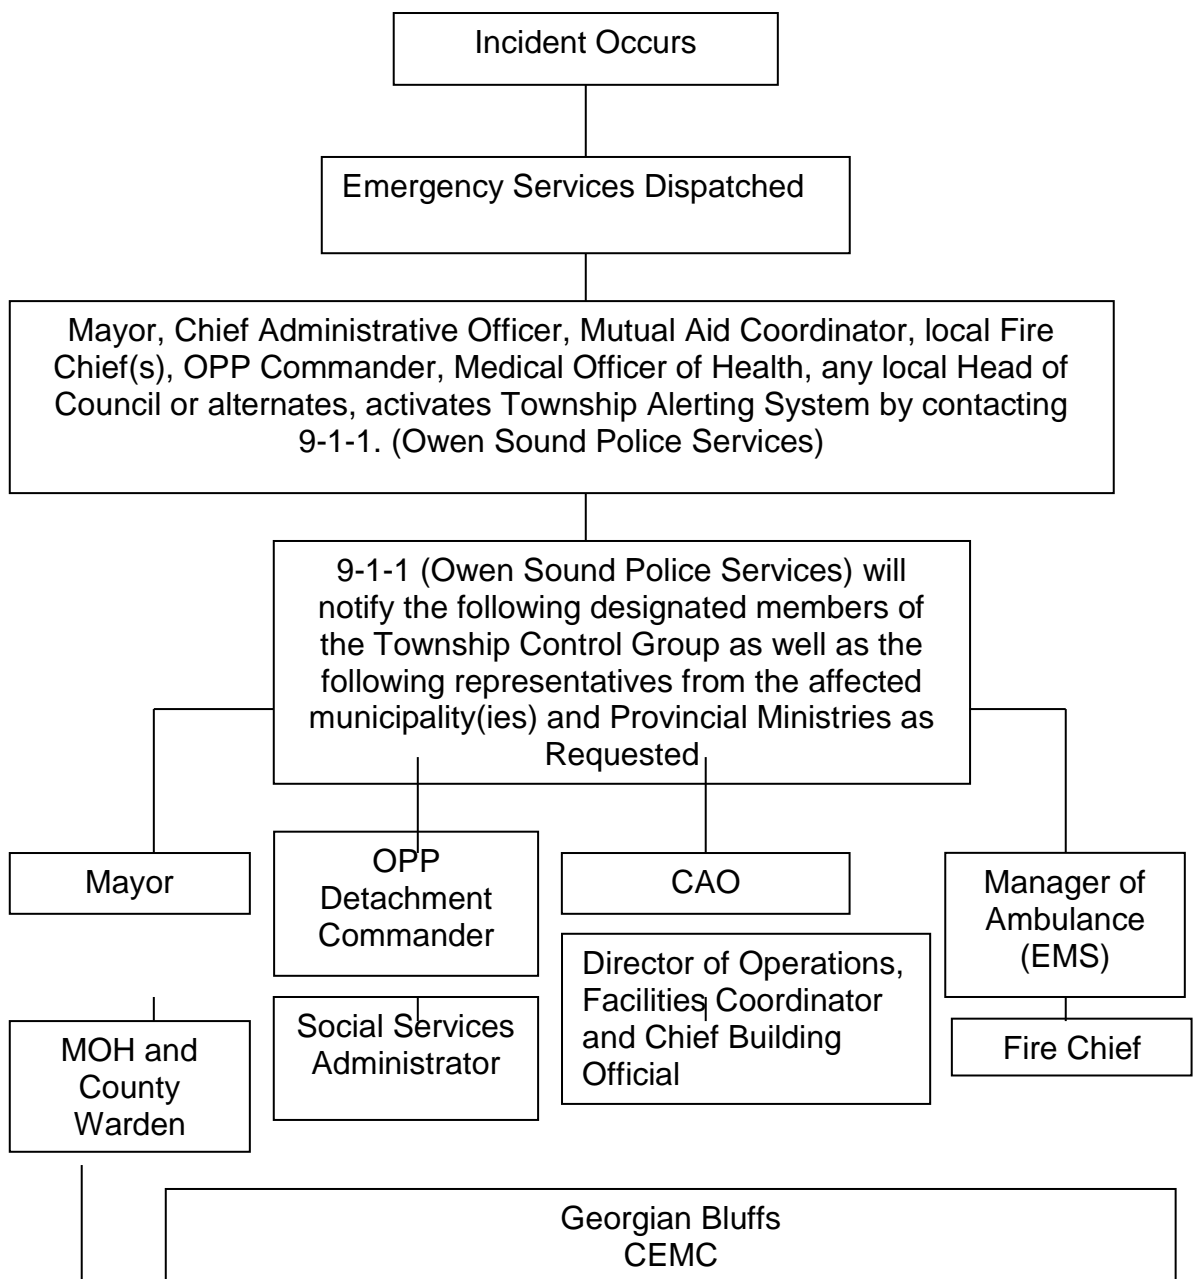 Incident Occurs
Emergency Services Dispatched
Mayor, Chief Administrative Officer, Mutual Aid Coordinator, local Fire
Chief(s), OPP Commander, Medical Officer of Health, any local Head of
Council or alternates, activates Township Alerting System by contacting
9-1-1. (Owen Sound Police Services)
9-1-1 (Owen Sound Police Services) will
notify the following designated members of
the Township Control Group as well as the
following representatives from the affected
municipality(ies) and Provincial Ministries as
Requested
Mayor
OPP
Detachment
Commander
CAO
Manager of
Ambulance
(EMS)
MOH and
County
Warden
Social Services
Administrator
Director of Operations,
Facilities Coordinator
and Chief Building
Official
Fire Chief
Georgian Bluffs
CEMC